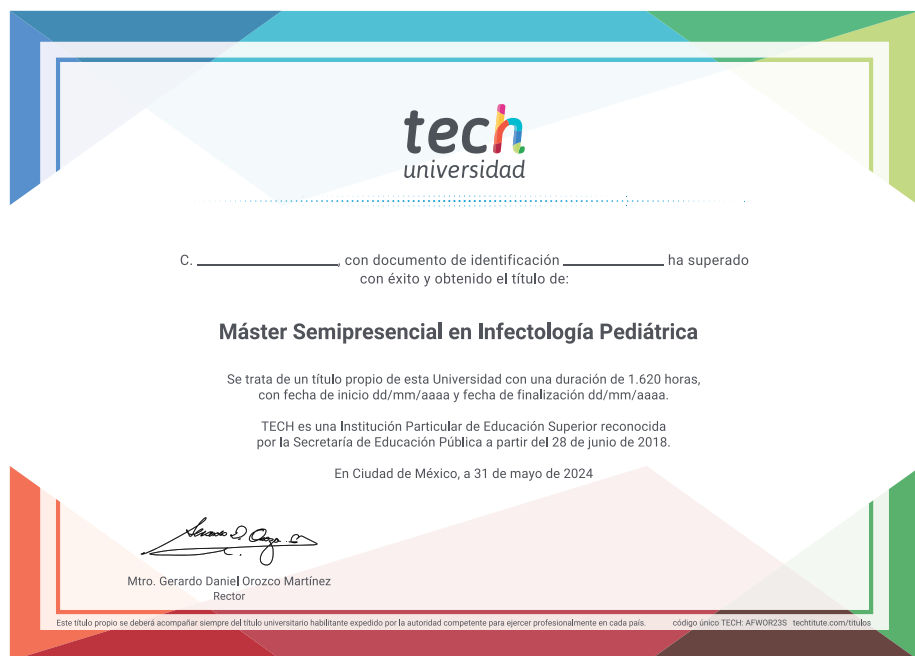 tech
universidad
C. ____________, con documento de identificación ____________ ha superado
con éxito y obtenido el título de:
Máster Semipresencial en Infectología Pediátrica
Se trata de un título propio de esta Universidad con una duración de 1.620 horas,
con fecha de inicio dd/mm/aaaa y fecha de finalización dd/mm/aaaa.
TECH es una Institución Particular de Educación Superior reconocida
por la Secretaría de Educación Pública a partir del 28 de junio de 2018.
En Ciudad de México, a 31 de mayo de 2024
Mtro. Gerardo Daniel Orozco Martínez
Rector
Este título propio se deberá acompañar siempre del título universitario habilitante expedido por la autoridad competente para ejercer profesionalmente en cada país. código único TECH: AFWOR23S techtitute.com/titulos